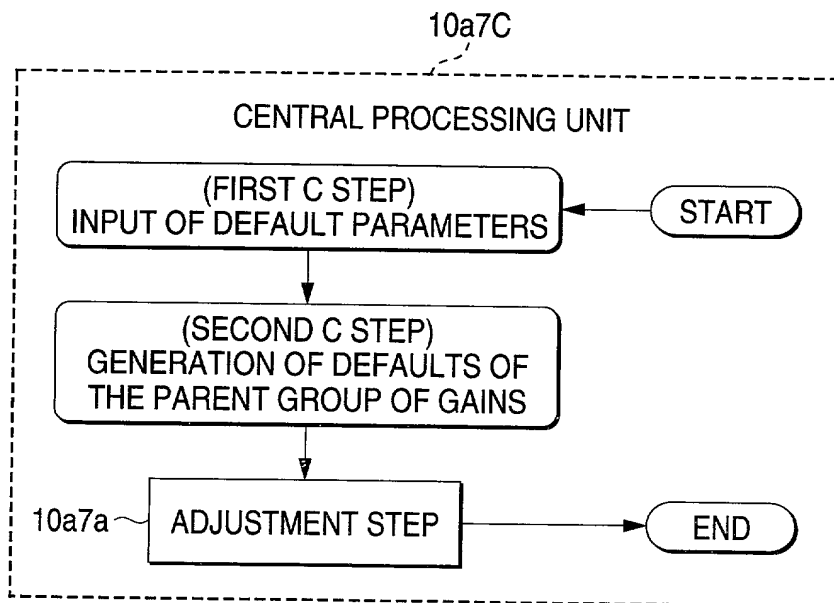 10a7C
CENTRAL PROCESSING UNIT
(FIRST C STEP)
INPUT OF DEFAULT PARAMETERS
START
(SECOND C STEP)
GENERATION OF DEFAULTS OF
THE PARENT GROUP OF GAINS
10a7a
ADJUSTMENT STEP
END